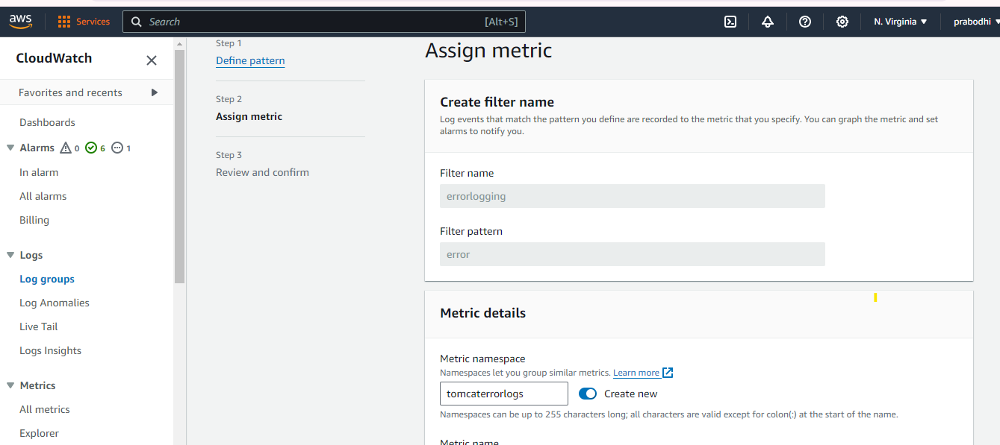 aws
Services
Search
[Alt+S]
N. Virginia
prabodhi
CloudWatch
Favorites and recents
Dashboards
Alarms 0 6 1
In alarm
All alarms
Billing
Logs
Log groups
Log Anomalies
Live Tail
Logs Insights
Metrics
All metrics
Explorer
Step 1
Define pattern
Step 2
Assign metric
Step 3
Review and confirm
Assign metric
Create filter name
Log events that match the pattern you define are recorded to the metric that you specify. You can graph the metric and set
alarms to notify you.
Filter name
errorlogging
Filter pattern
error
Metric details
Metric namespace
Namespaces let you group similar metrics. Learn more
tomcaterrorlogs
Create new
Namespaces can be up to 255 characters long; all characters are valid except for colon(:) at the start of the name.
Metric name